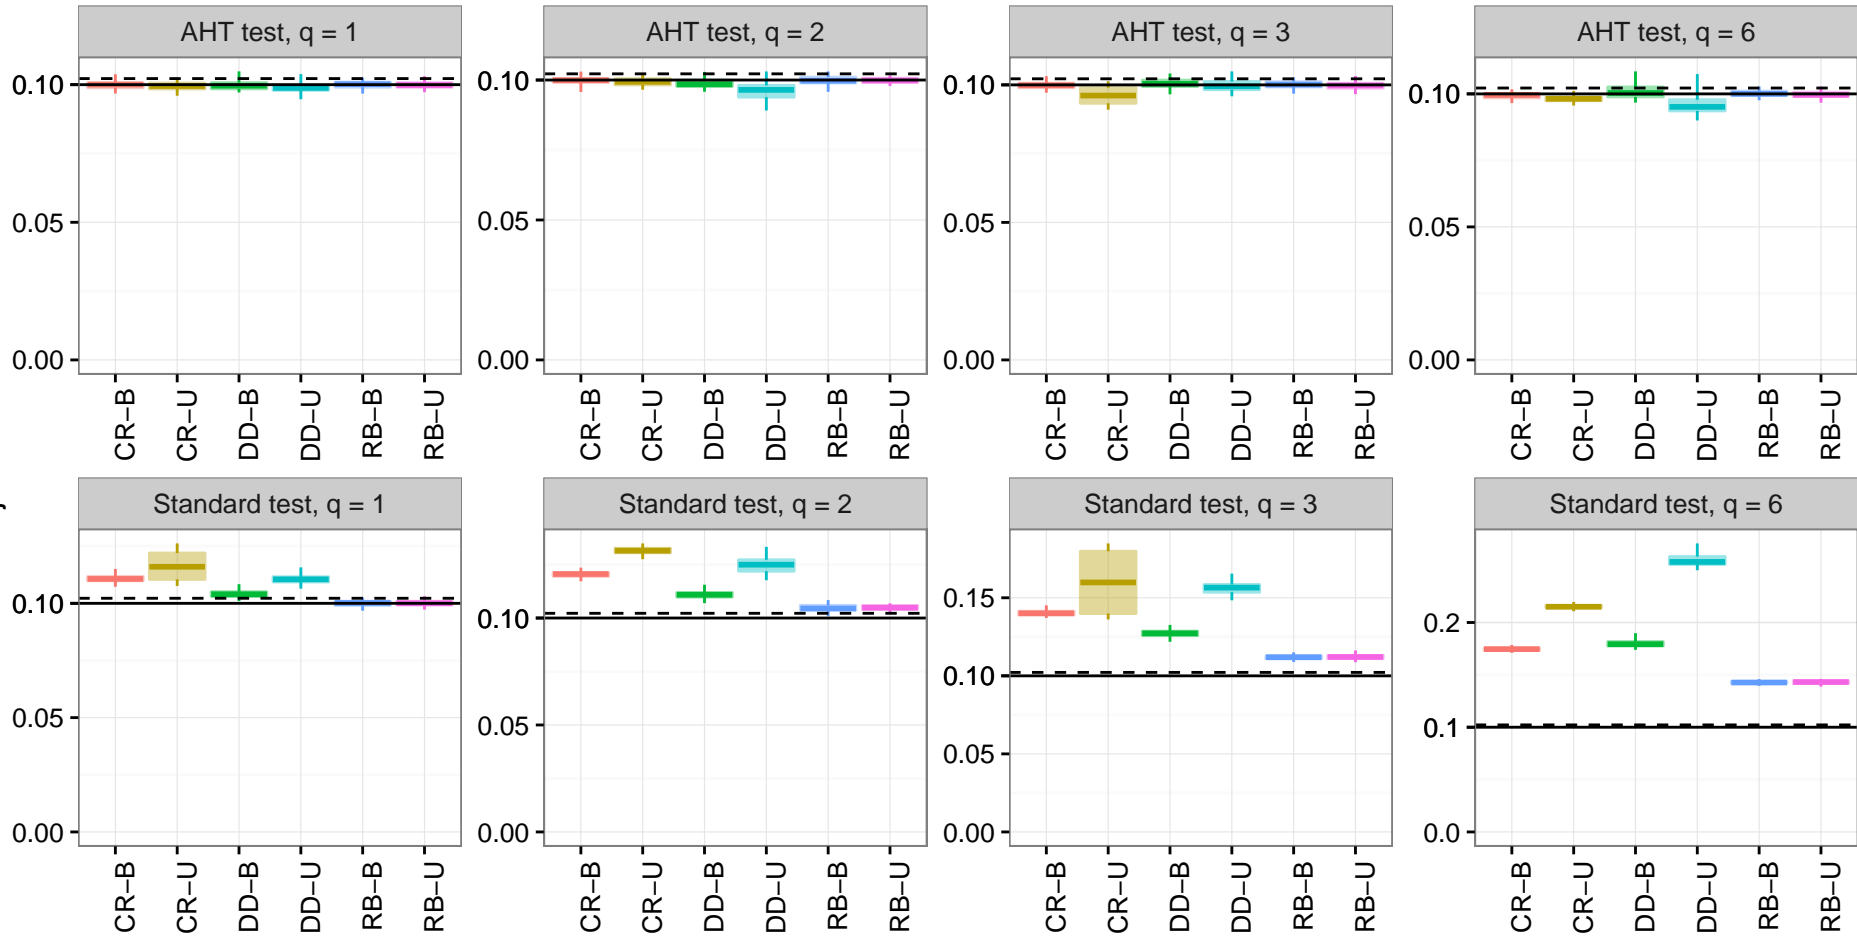 AHT test, q = 1
AHT test, q = 2
AHT test, q = 3
AHT test, q = 6
0.10
0.05
0.00
0.10
0.05
0.00
0.10
0.05
0.00
0.10
0.05
0.00
CR−B
CR−U
DD−B
DD−U
RB−B
RB−U
CR−B
CR−U
DD−B
DD−U
RB−B
RB−U
CR−B
CR−U
DD−B
DD−U
RB−B
RB−U
CR−B
CR−U
DD−B
DD−U
RB−B
RB−U
Standard test, q = 1
Standard test, q = 2
Standard test, q = 3
Standard test, q = 6
0.10
0.05
0.00
0.10
0.05
0.00
0.15
0.10
0.05
0.00
0.2
0.1
0.0
CR−B
CR−U
DD−B
DD−U
RB−B
RB−U
CR−B
CR−U
DD−B
DD−U
RB−B
RB−U
CR−B
CR−U
DD−B
DD−U
RB−B
RB−U
CR−B
CR−U
DD−B
DD−U
RB−B
RB−U